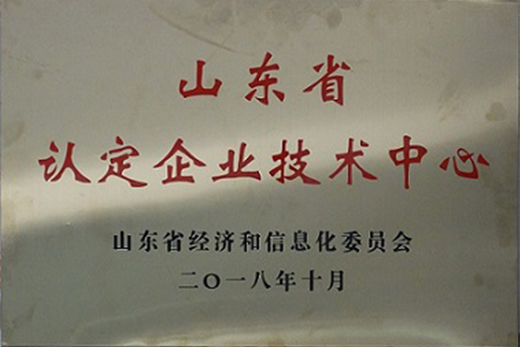 山东省
认定企业技术中心
山东省经济和信息化委员会
二〇一八年十月